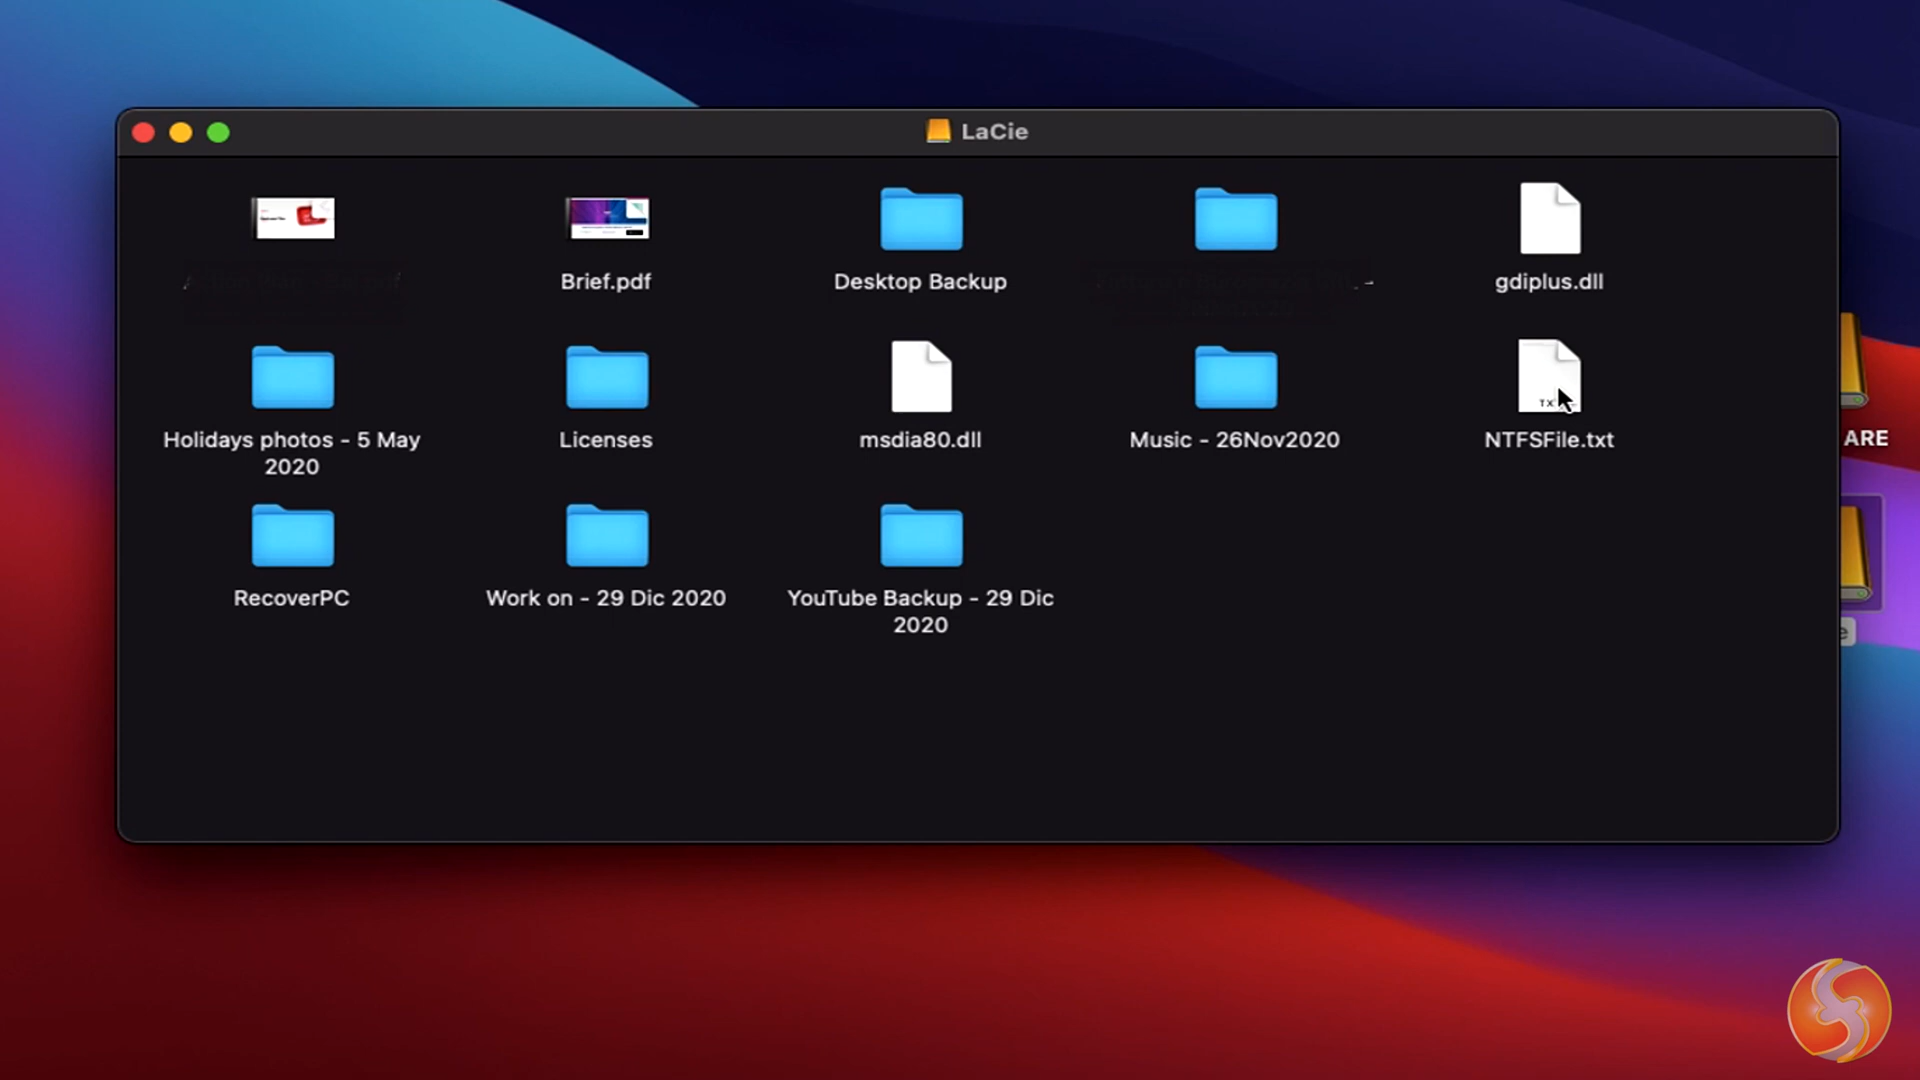 LaCie
Brief.pdf
Desktop Backup
gdiplus.dll
Holidays photos - 5 May
2020
Licenses
msdia80.dll
Music - 26Nov2020
NTFSFile.txt
ARE
RecoverPC
Work on - 29 Dic 2020
YouTube Backup - 29 Dic
2020
e